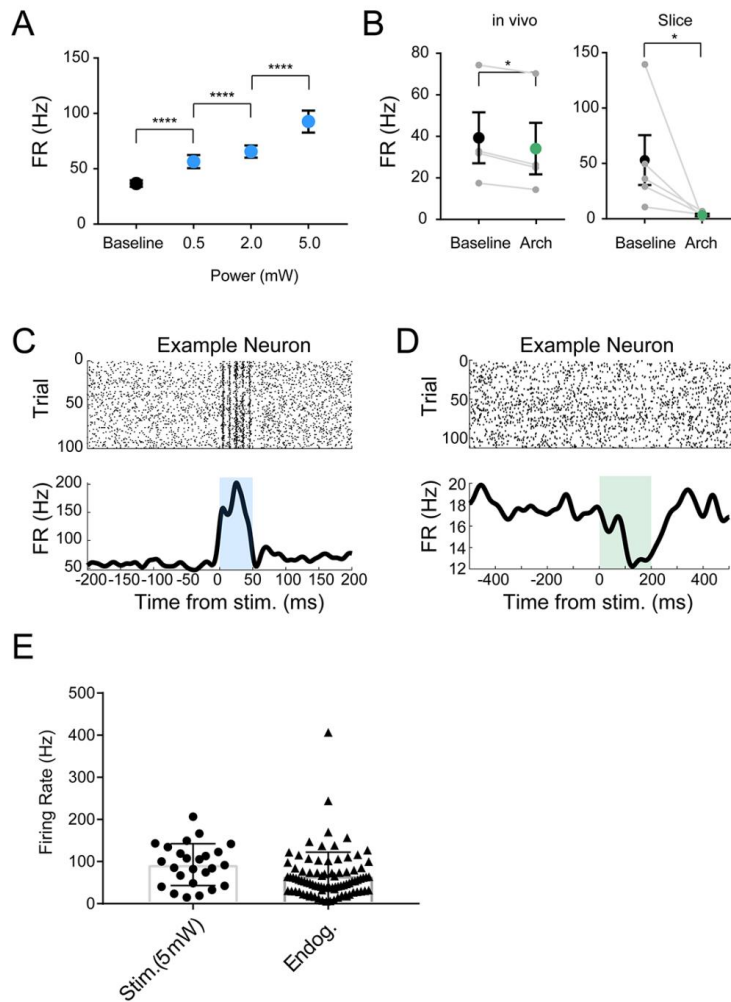 A
150
100
50
0
FR (Hz)
****
****
****
Baseline 0.5 2.0 5.0
Power (mW)
B
in vivo
80
60
40
20
0
FR (Hz)
*
Baseline Arch
Slice
150
100
50
0
*
Baseline Arch
C
Example Neuron
0
50
100
Trial
200
150
100
50
FR (Hz)
-200 -150 -100 -50 0 50 100 150 200
Time from stim. (ms)
D
Example Neuron
0
50
100
Trial
20
18
16
14
12
FR (Hz)
-500 -400 -200 0 200 400
Time from stim. (ms)
E
500
400
300
200
100
0
Firing Rate (Hz)
Stim.(5mW)
Endog.